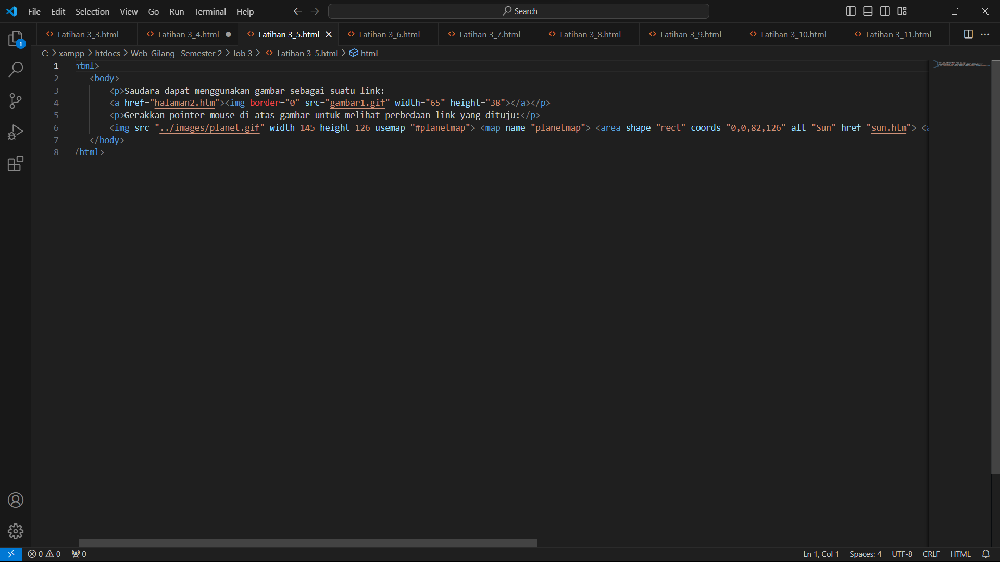 File Edit Selection View Go Run Terminal Help Search
Latihan 3_3.html Latihan 3_4.html Latihan 3_5.html Latihan 3_6.html Latihan 3_7.html Latihan 3_8.html Latihan 3_9.html Latihan 3_10.html Latihan 3_11.html
1
C: > xampp > htdocs > Web_Gilang_ Semester 2 > Job 3 > Latihan 3_5.html > html
1 html>
2 <body>
3 <p>Saudara dapat menggunakan gambar sebagai suatu link:
4 <a href="halaman2.htm"><img border="0" src="gambar1.gif" width="65" height="38"></a></p>
5 <p>Gerakkan pointer mouse di atas gambar untuk melihat perbedaan link yang dituju:</p>
6 <img src="../images/planet.gif" width=145 height=126 usemap="#planetmap"> <map name="planetmap"> <area shape="rect" coords="0,0,82,126" alt="Sun" href="sun.htm"> <a
7 </body>
8 /html>
0 0 0 Ln 1, Col 1 Spaces: 4 UTF-8 CRLF HTML